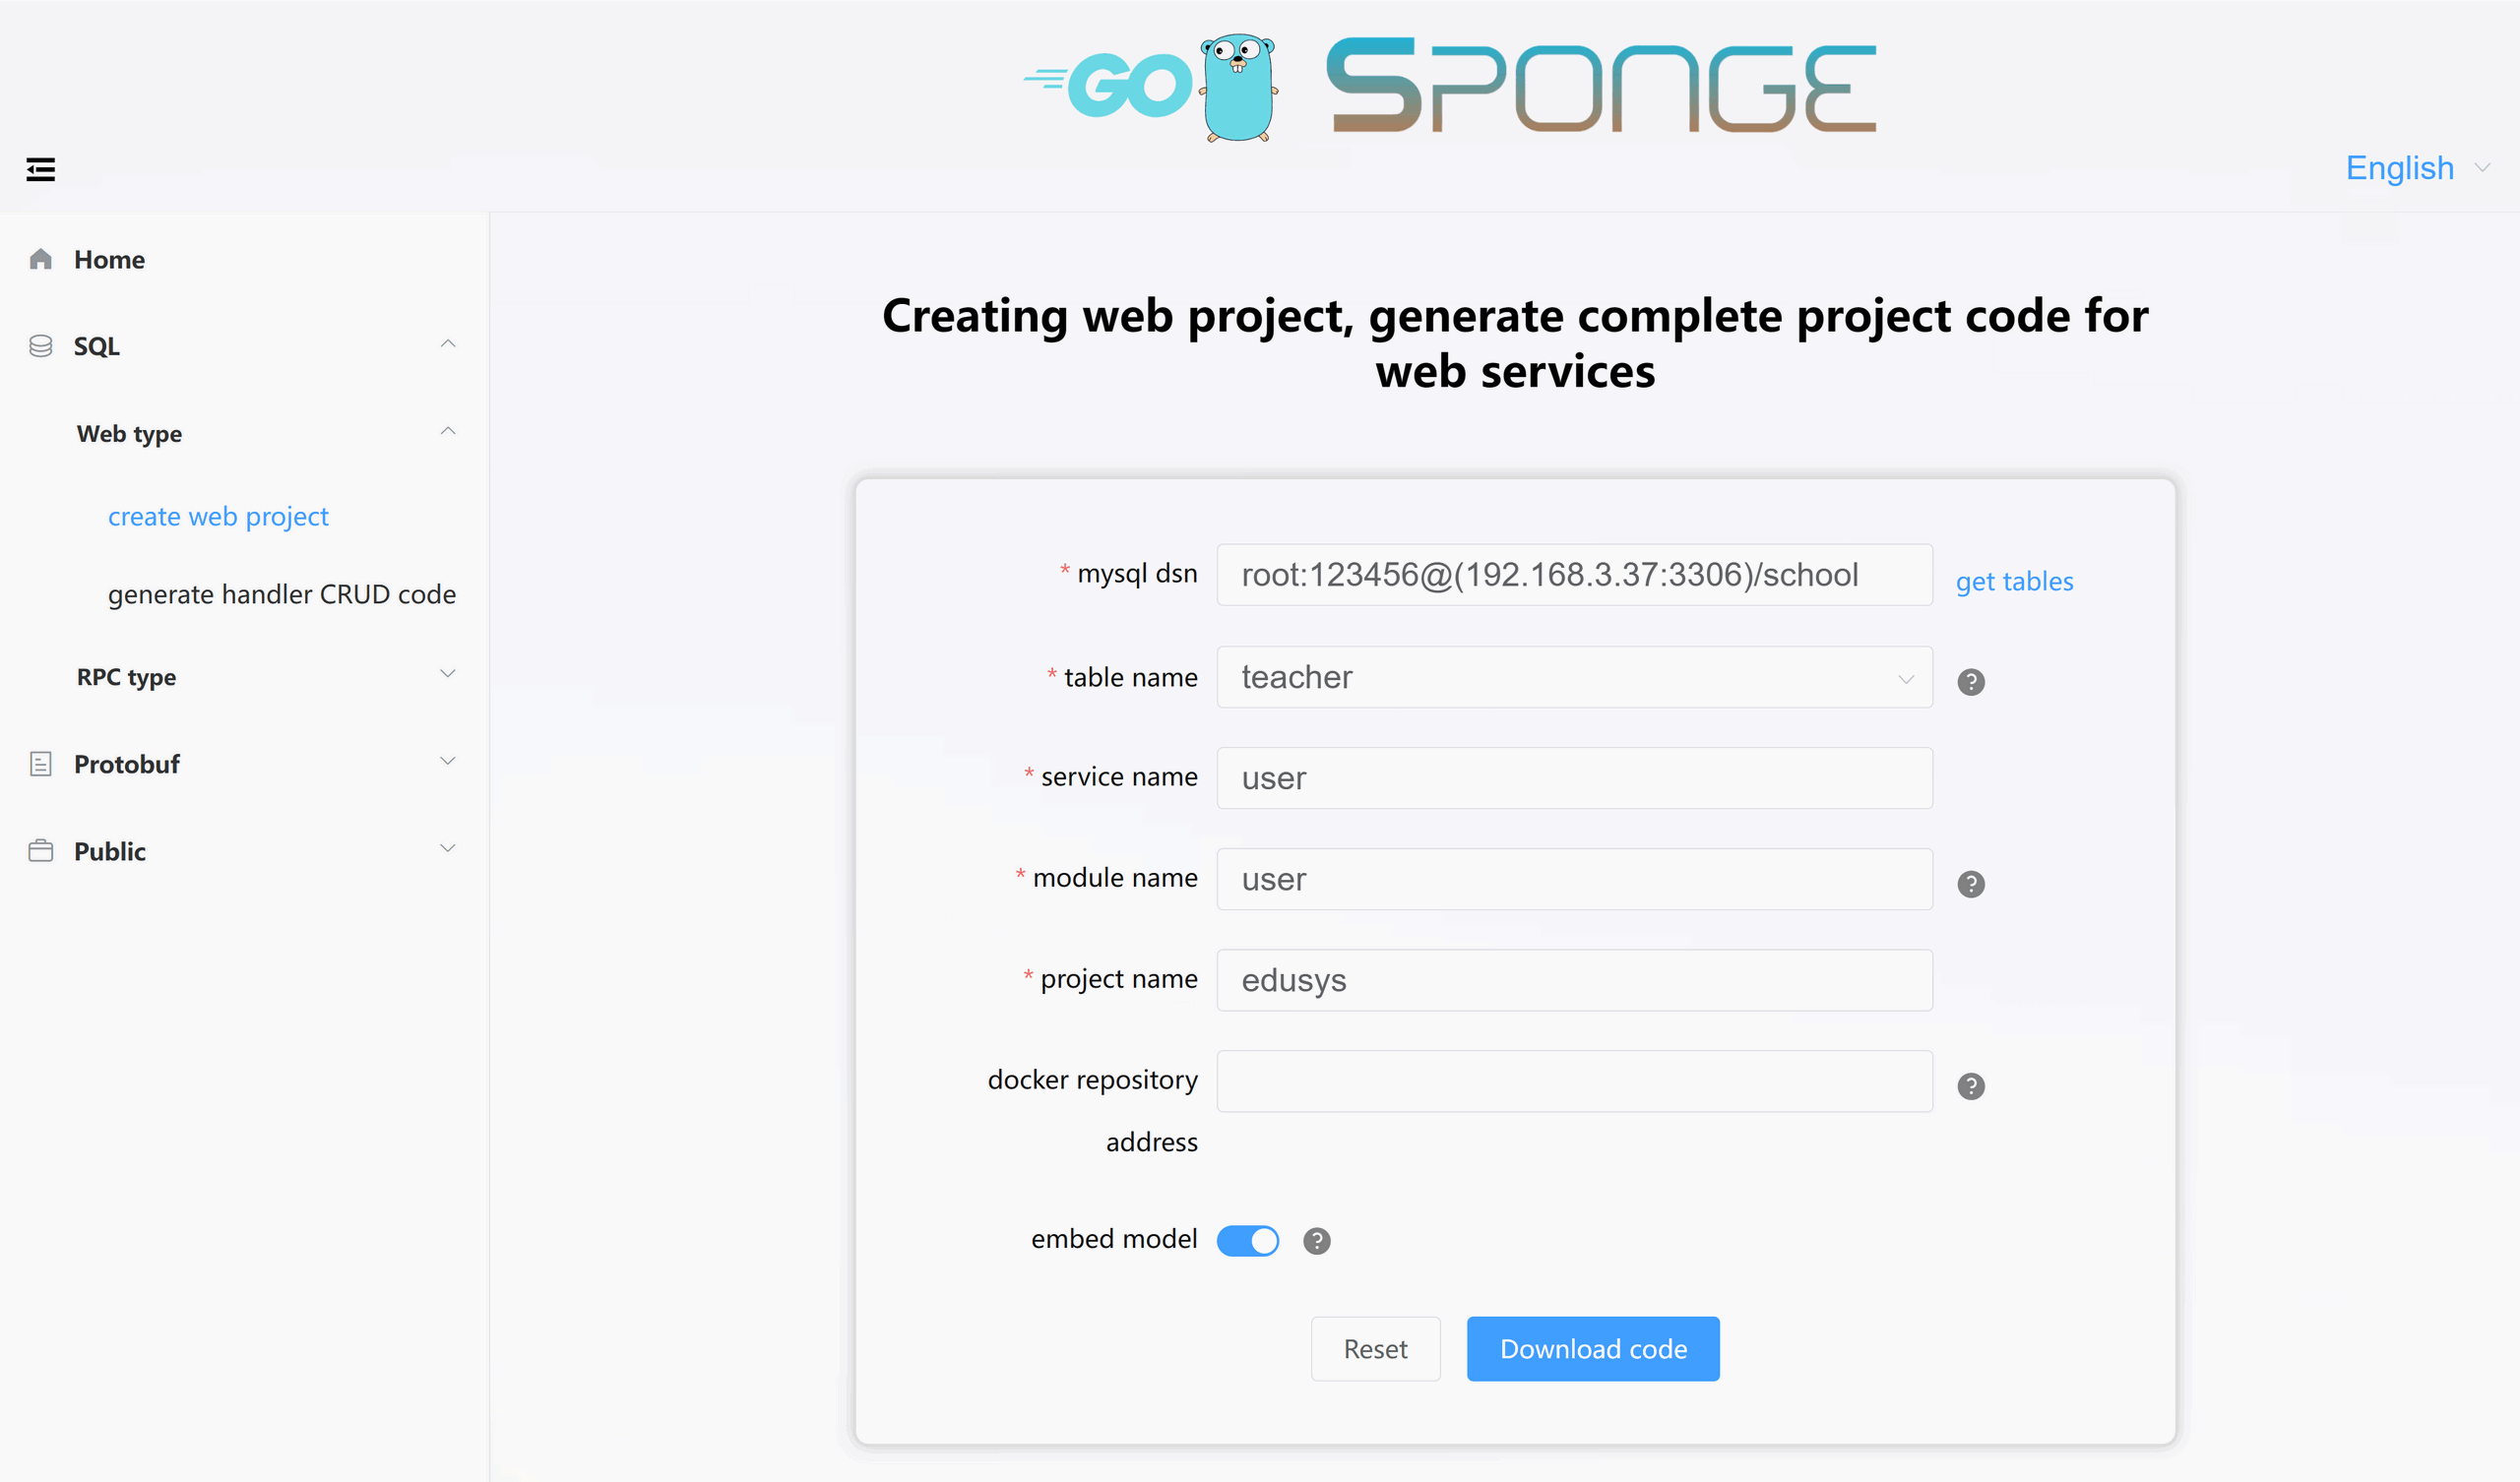 GO SPONGE
English
Home
SQL
Web type
create web project
generate handler CRUD code
RPC type
Protobuf
Public
Creating web project, generate complete project code for
web services
* mysql dsn root:123456@(192.168.3.37:3306)/school get tables
* table name teacher ?
* service name user
* module name user ?
* project name edusys
docker repository ?
address
embed model ?
Reset Download code